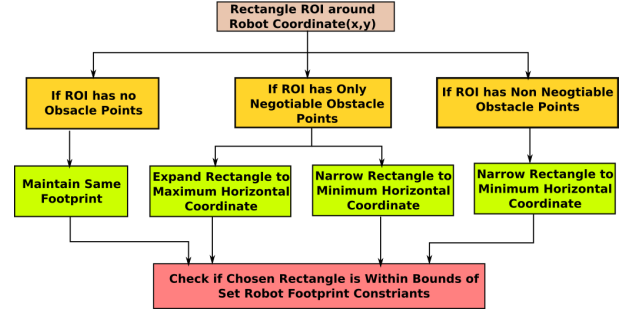 Rectangle ROI around
Robot Coordinate(x,y)
If ROI has no
Obsacle Points
If ROI has Only
Negotiable Obstacle
Points
If ROI has Non Neogtiable
Obstacle Points
Maintain Same
Footprint
Expand Rectangle to
Maximum Horizontal
Coordinate
Narrow Rectangle to
Minimum Horizontal
Coordinate
Narrow Rectangle to
Minimum Horizontal
Coordinate
Check if Chosen Rectangle is Within Bounds of
Set Robot Footprint Constriants